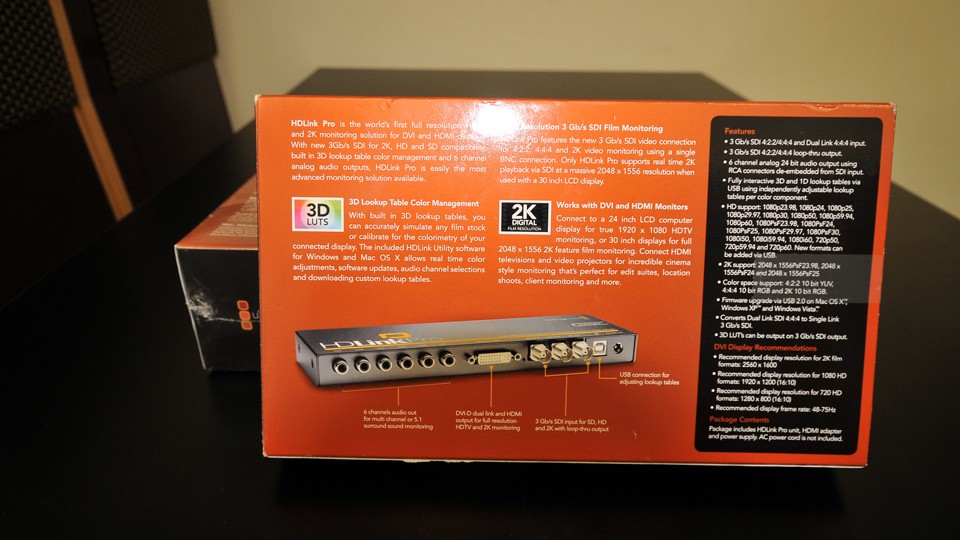 HDLink Pro is the world's first full resolution
and 2K monitoring solution for DVI and HDMI
With new 3Gb/s SDI for 2K, HD and SD compatibility,
built in 3D lookup table color management and 6 channel
analog audio outputs, HDLink Pro is easily the most
advanced monitoring solution available.
3D
LUTS
3D Lookup Table Color Management
With built in 3D lookup tables, you
can accurately simulate any film stock
or calibrate for the colorimetry of your
connected display. The included HDLink Utility software
for Windows and Mac OS X allows real time color
adjustments, software updates, audio channel selections
and downloading custom lookup tables.
Resolution 3 Gb/s SDI Film Monitoring
Pro features the new 3 Gb/s SDI video connection
for 4:2:2, 4:4:4 and 2K video monitoring using a single
BNC connection. Only HDLink Pro supports real time 2K
playback via SDI at a massive 2048 x 1556 resolution when
used with a 30 inch LCD display.
2K
DIGITAL
FILM RESOLUTION
Works with DVI and HDMI Monitors
Connect to a 24 inch LCD computer
display for true 1920 x 1080 HDTV
monitoring, or 30 inch displays for full
2048 x 1556 2K feature film monitoring. Connect HDMI
televisions and video projectors for incredible cinema
style monitoring that's perfect for edit suites, location
shoots, client monitoring and more.
HDLink
6 channels audio out
for multi channel or 5.1
surround sound monitoring
DVI-D dual link and HDMI
output for full resolution
HDTV and 2K monitoring
3 Gb/s SDI input for SD, HD
and 2K with loop-thru output
USB connection for
adjusting lookup tables
Features
• 3 Gb/s SDI 4:2:2/4:4:4 and Dual Link 4:4:4 input.
• 3 Gb/s SDI 4:2:2/4:4:4 loop-thru output.
• 6 channel analog 24 bit audio output using
RCA connectors de-embedded from SDI input.
• Fully interactive 3D and 1D lookup tables via
USB using independently adjustable lookup
tables per component.
• HD support: 1080p23.98, 1080p24, 1080p25,
1080p29.97, 1080p30, 1080p50, 1080p59.94,
1080p60, 1080PsF23.98, 1080PsF24,
1080PsF25, 1080PsF29.97, 1080PsF30,
1080i50, 1080i59.94, 1080i60, 720p50,
720p59.94 and 720p60. New formats can
be added via USB.
• 2K support: 2048 x 1556PsF23.98, 2048 x
1556PsF24 and 2048 x 1556PsF25
• Color space support: 4:2:2 10 bit YUV,
4:4:4 10 bit RGB and 2K 10 bit RGB.
• Firmware upgrade via USB 2.0 on Mac OS X™,
Windows XP™ and Windows Vista™.
• Converts Dual Link SDI 4:4:4 to Single Link
3 Gb/s SDI.
• 3D LUT's can be output on 3 Gb/s SDI output.
DVI Display Recommendations
• Recommended display resolution for 2K film
formats: 2560 x 1600
• Recommended display resolution for 1080 HD
formats: 1920 x 1200 (16:10)
• Recommended display resolution for 720 HD
formats: 1280 x 800 (16:10)
• Recommended display frame rate: 48-75Hz
Package Contents
Package includes HDLink Pro unit, HDMI adapter
and power supply. AC power cord is not included.